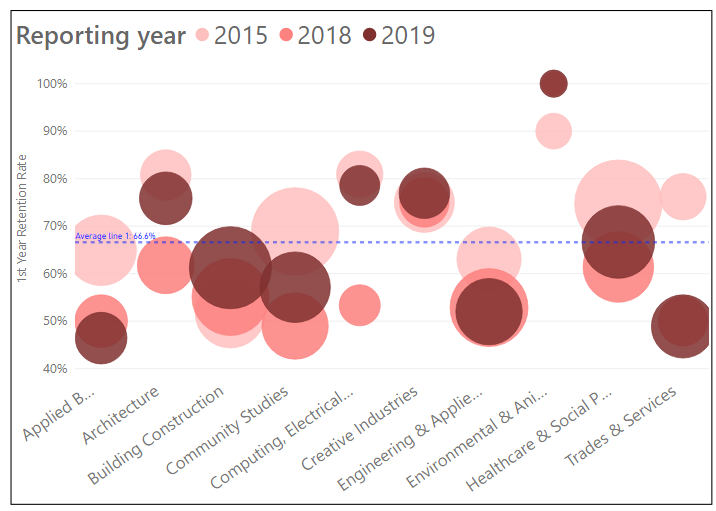 Reporting year 2015 2018 2019
100%
90%
80%
70%
60%
50%
40%
1st Year Retention Rate
Average line 1: 66.6%
Applied B...
Architecture
Building Construction
Community Studies
Computing, Electrical...
Creative Industries
Engineering & Applie...
Environmental & Ani...
Healthcare & Social P...
Trades & Services